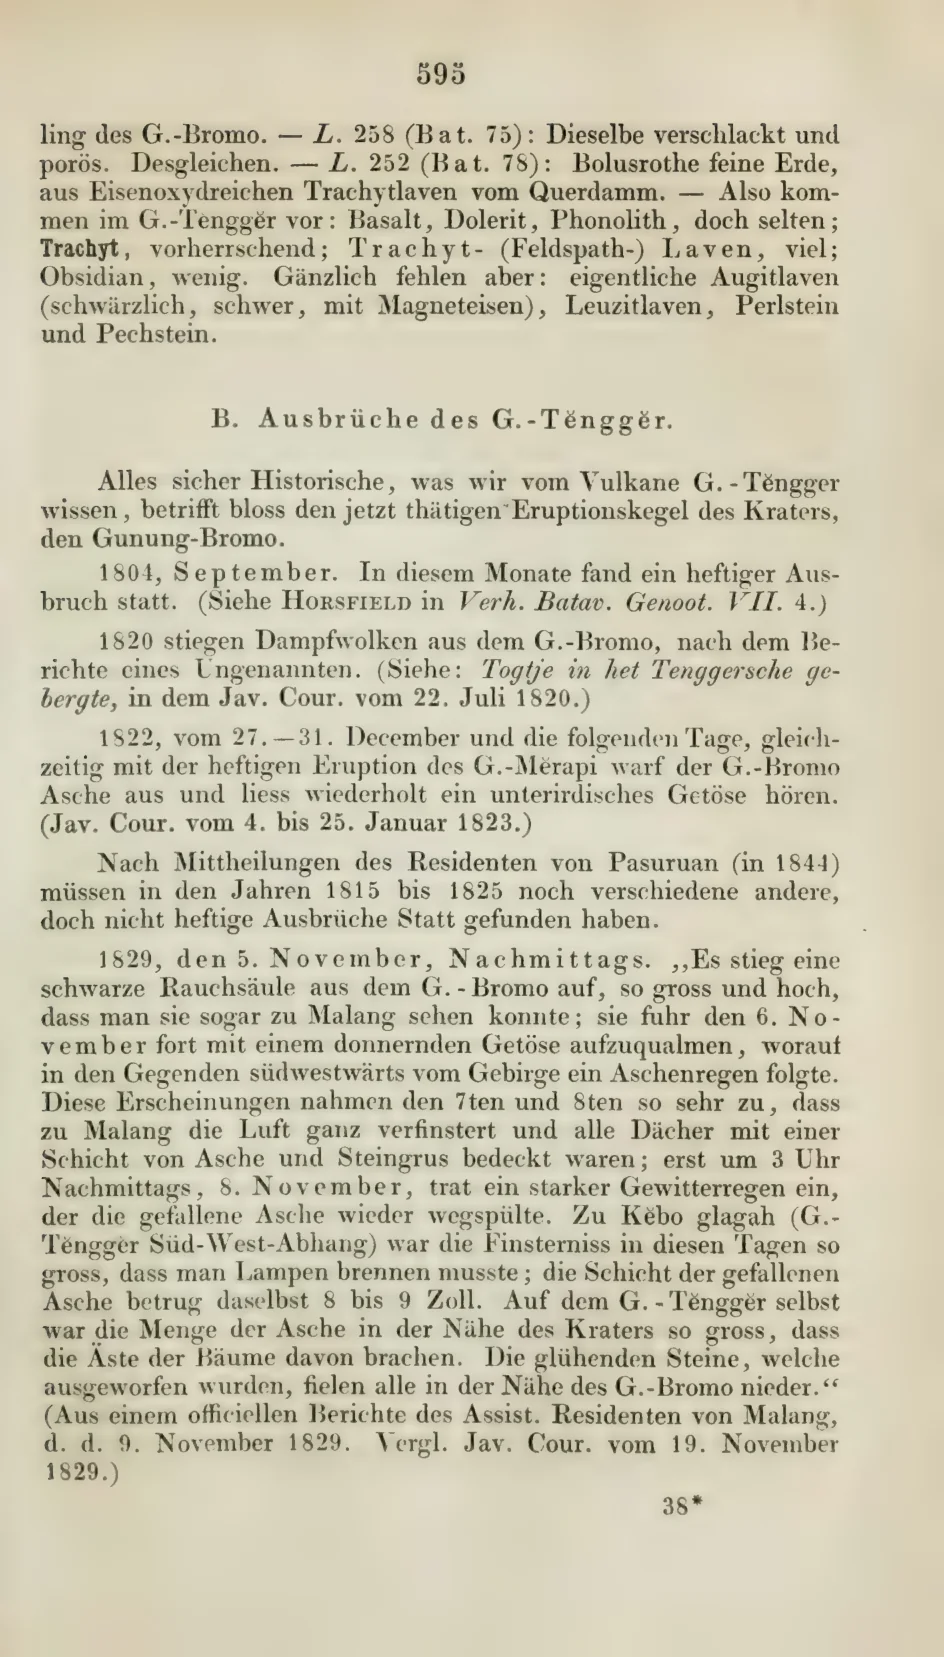 595
ling des G.-Bromo. — L. 258 (Bat. 75): Dieselbe verschlackt und
porös. Desgleichen. — L. 252 (Bat. 78): Bolusrothe feine Erde,
aus Eisenoxydreichen Trachytlaven vom Querdamm. — Also kom-
men im G.-Tenggĕr vor: Basalt, Dolerit, Phonolith, doch selten;
Trachyt, vorherrschend; Trachyt- (Feldspath-) Laven, viel;
Obsidian, wenig. Gänzlich fehlen aber: eigentliche Augitlaven
(schwärzlich, schwer, mit Magneteisen), Leuzitlaven, Perlstein
und Pechstein.
B. Ausbrüche des G.-Tĕnggĕr.
Alles sicher Historische, was wir vom Vulkane G.-Tĕngger
wissen, betrifft bloss den jetzt thätigen Eruptionskegel des Kraters,
den Gunung-Bromo.
1804, September. In diesem Monate fand ein heftiger Aus-
bruch statt. (Siehe HORSFIELD in Verh. Batav. Genoot. VII. 4.)
1820 stiegen Dampfwolken aus dem G.-Bromo, nach dem Be-
richte eines Ungenannten. (Siehe: Togtje in het Tenggersche ge-
bergte, in dem Jav. Cour. vom 22. Juli 1820.)
1822, vom 27.—31. December und die folgenden Tage, gleich-
zeitig mit der heftigen Eruption des G.-Mĕrapi warf der G.-Bromo
Asche aus und liess wiederholt ein unterirdisches Getöse hören.
(Jav. Cour. vom 4. bis 25. Januar 1823.)
Nach Mittheilungen des Residenten von Pasuruan (in 1844)
müssen in den Jahren 1815 bis 1825 noch verschiedene andere,
doch nicht heftige Ausbrüche Statt gefunden haben.
1829, den 5. November, Nachmittags. ,,Es stieg eine
schwarze Rauchsäule aus dem G.-Bromo auf, so gross und hoch,
dass man sie sogar zu Malang sehen konnte; sie fuhr den 6. No-
vember fort mit einem donnernden Getöse aufzuqualmen, worauf
in den Gegenden südwestwärts vom Gebirge ein Aschenregen folgte.
Diese Erscheinungen nahmen den 7ten und 8ten so sehr zu, dass
zu Malang die Luft ganz verfinstert und alle Dächer mit einer
Schicht von Asche und Steingrus bedeckt waren; erst um 3 Uhr
Nachmittags, 8. November, trat ein starker Gewitterregen ein,
der die gefallene Asche wieder wegspülte. Zu Kĕbo glagah (G.-
Tĕngger Süd-West-Abhang) war die Finsterniss in diesen Tagen so
gross, dass man Lampen brennen musste; die Schicht der gefallenen
Asche betrug daselbst 8 bis 9 Zoll. Auf dem G.-Tĕnggĕr selbst
war die Menge der Asche in der Nähe des Kraters so gross, dass
die Äste der Bäume davon brachen. Die glühenden Steine, welche
ausgeworfen wurden, fielen alle in der Nähe des G.-Bromo nieder.“
(Aus einem officiellen Berichte des Assist. Residenten von Malang,
d. d. 9. November 1829. Vergl. Jav. Cour. vom 19. November
1829.)
38*